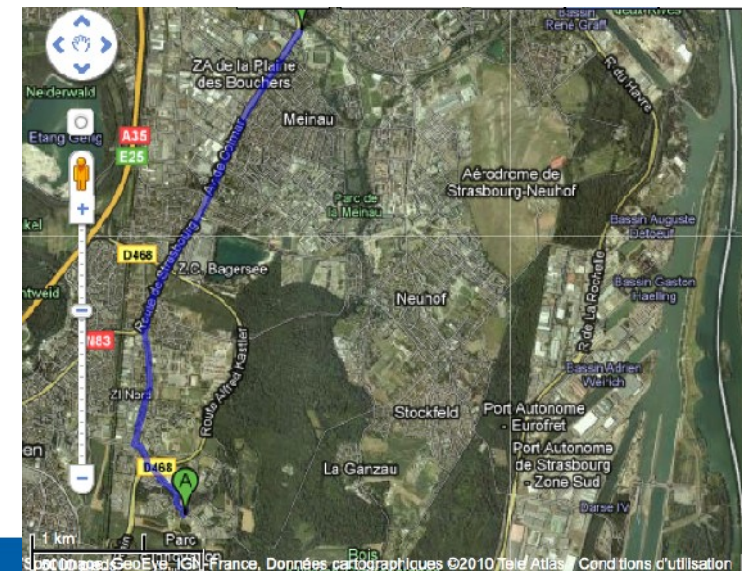 Bassin
René Graff
R. du Havre
ZA de la Plaine
des Bouchers
Neiderwald
Meinau
Etang Gerig
A35
E25
Av. de Colmar
Aérodrome de
Strasbourg-Neuhof
Parc de
la Meinau
Bassin Auguste
Detoeuf
D468
Z.C. Bagersee
Route de Strasbourg
Bassin Gaston
Haelling
Neuhof
R. de La Rochelle
N83
Route Alfred Kastler
Bassin Adrien
Weirich
ZI Nord
Stockfeld
Port Autonome
- Eurofret
Port Autonome
de Strasbourg
- Zone Sud
D468
A
La Ganzau
Darse IV
1 km
Parc
Bois
GeoEye, IGN-France, Données cartographiques ©2010 Tele Atlas Conditions d'utilisation